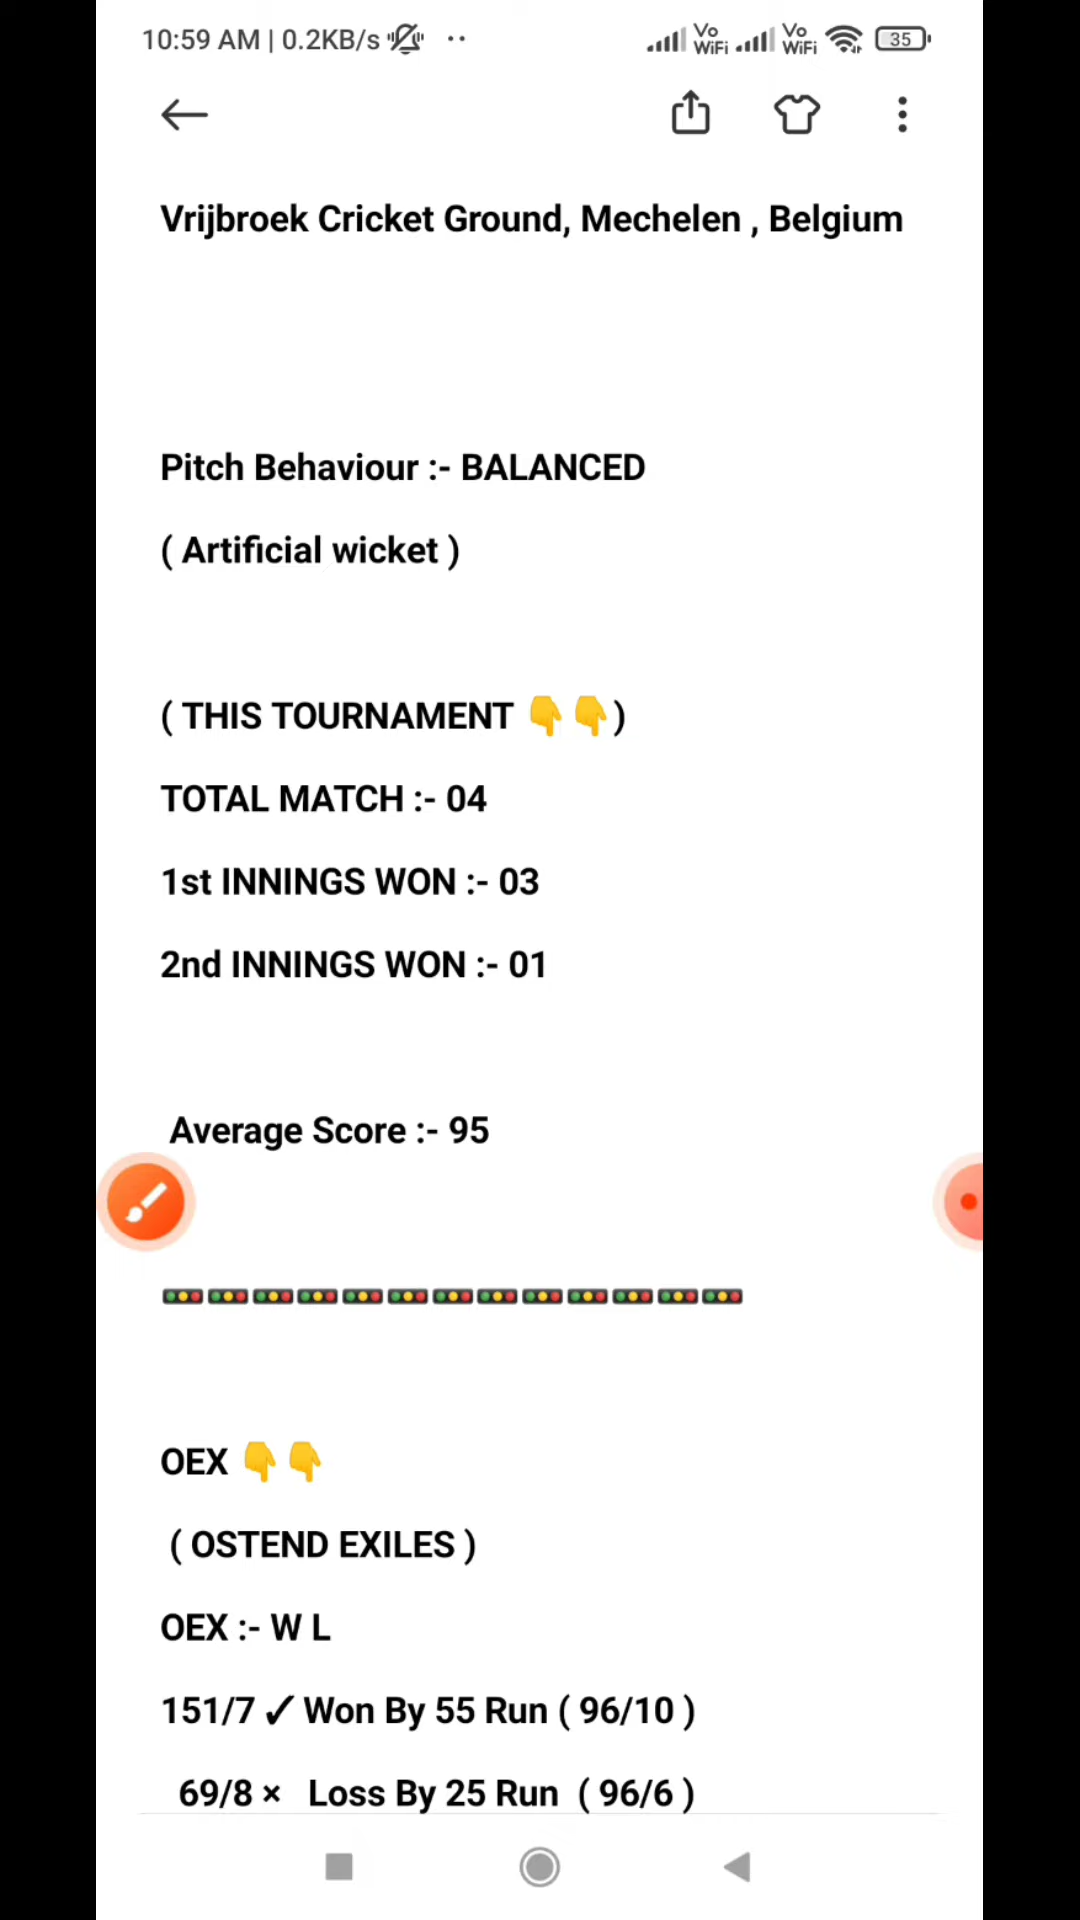 10:59 AM | 0.2KB/s
Vo WiFi Vo WiFi 35
Vrijbroek Cricket Ground, Mechelen , Belgium
Pitch Behaviour :- BALANCED
( Artificial wicket )
( THIS TOURNAMENT 👇👇)
TOTAL MATCH :- 04
1st INNINGS WON :- 03
2nd INNINGS WON :- 01
Average Score :- 95
🚥🚥🚥🚥🚥🚥🚥🚥🚥🚥🚥🚥🚥
OEX 👇👇
( OSTEND EXILES )
OEX :- W L
151/7 ✓ Won By 55 Run ( 96/10 )
69/8 × Loss By 25 Run ( 96/6 )